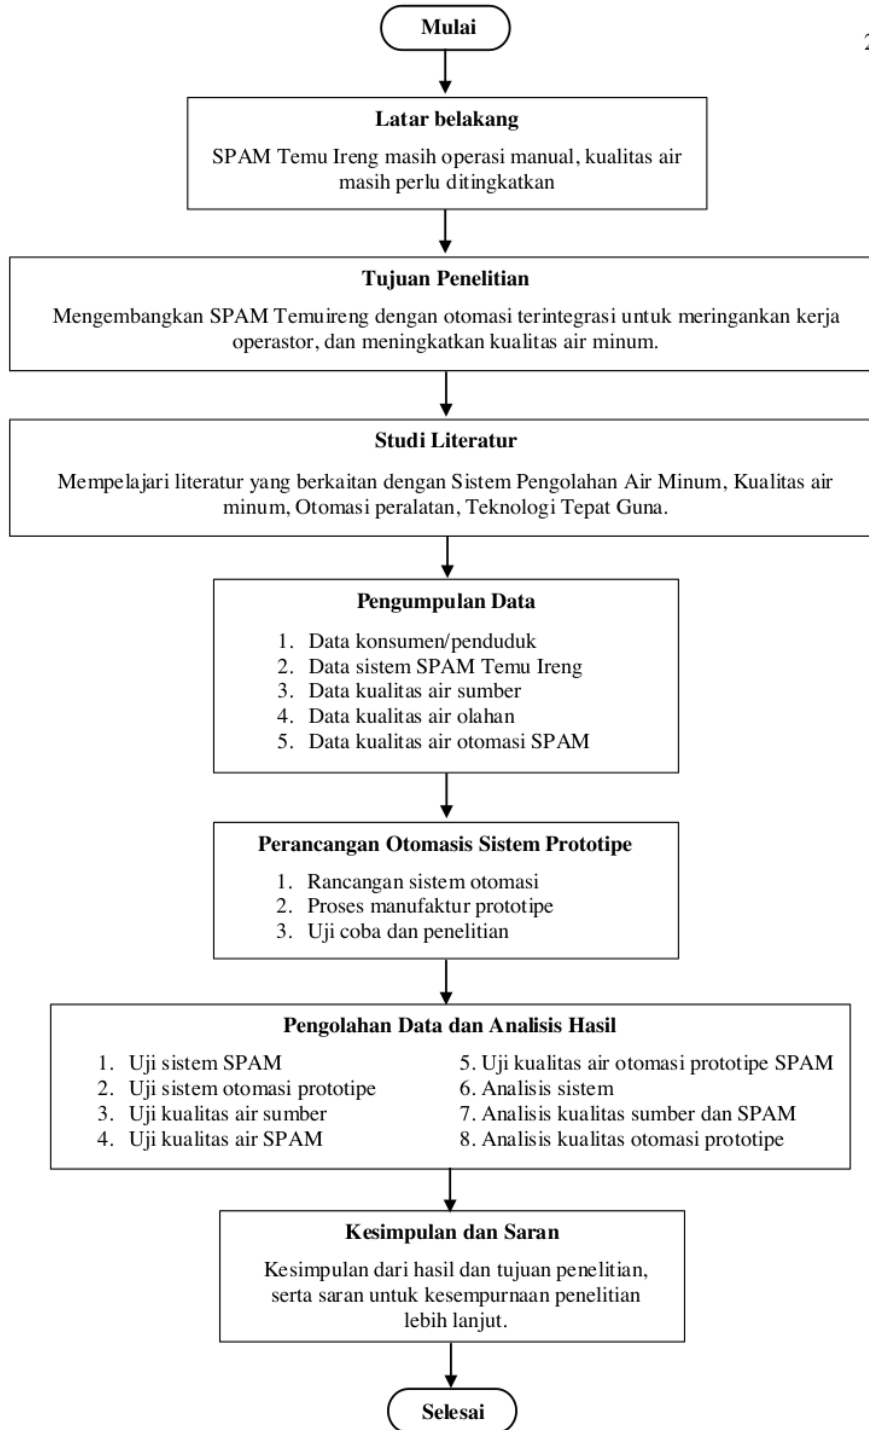 Mulai
2
Latar belakang
SPAM Temu Ireng masih operasi manual, kualitas air
masih perlu ditingkatkan
Tujuan Penelitian
Mengembangkan SPAM Temuireng dengan otomasi terintegrasi untuk meringankan kerja
operastor, dan meningkatkan kualitas air minum.
Studi Literatur
Mempelajari literatur yang berkaitan dengan Sistem Pengolahan Air Minum, Kualitas air
minum, Otomasi peralatan, Teknologi Tepat Guna.
Pengumpulan Data
1. Data konsumen/penduduk
2. Data sistem SPAM Temu Ireng
3. Data kualitas air sumber
4. Data kualitas air olahan
5. Data kualitas air otomasi SPAM
Perancangan Otomasis Sistem Prototipe
1. Rancangan sistem otomasi
2. Proses manufaktur prototipe
3. Uji coba dan penelitian
Pengolahan Data dan Analisis Hasil
1. Uji sistem SPAM
2. Uji sistem otomasi prototipe
3. Uji kualitas air sumber
4. Uji kualitas air SPAM
5. Uji kualitas air otomasi prototipe SPAM
6. Analisis sistem
7. Analisis kualitas sumber dan SPAM
8. Analisis kualitas otomasi prototipe
Kesimpulan dan Saran
Kesimpulan dari hasil dan tujuan penelitian,
serta saran untuk kesempurnaan penelitian
lebih lanjut.
Selesai